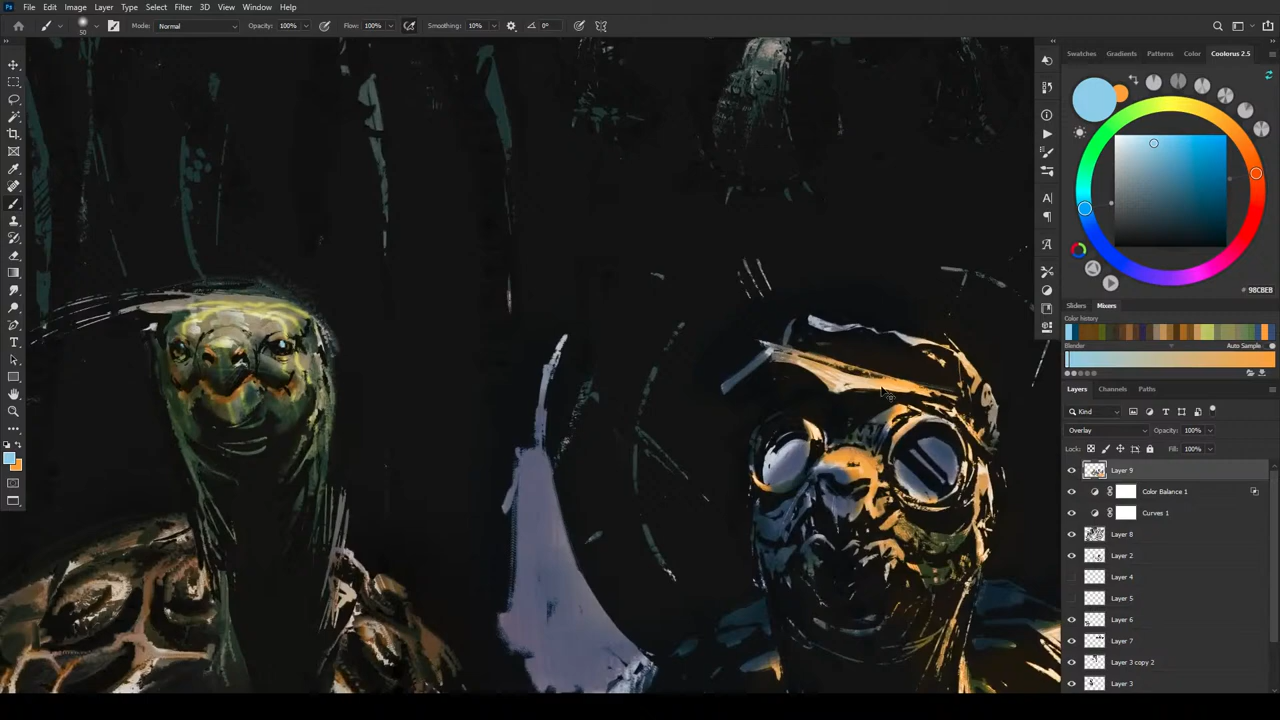 Ps File Edit Image Layer Type Select Filter 3D View Window Help
50 Mode: Normal Opacity: 100% Flow: 100% Smoothing: 10% 0°
Swatches Gradients Patterns Color Coolorus 2.5
# 98CBEB
Sliders Mixers
Color history
Blender Auto Sample
Layers Channels Paths
Kind
Overlay Opacity: 100%
Lock: Fill: 100%
Layer 9
Color Balance 1
Curves 1
Layer 8
Layer 2
Layer 4
Layer 5
Layer 6
Layer 7
Layer 3 copy 2
Layer 3